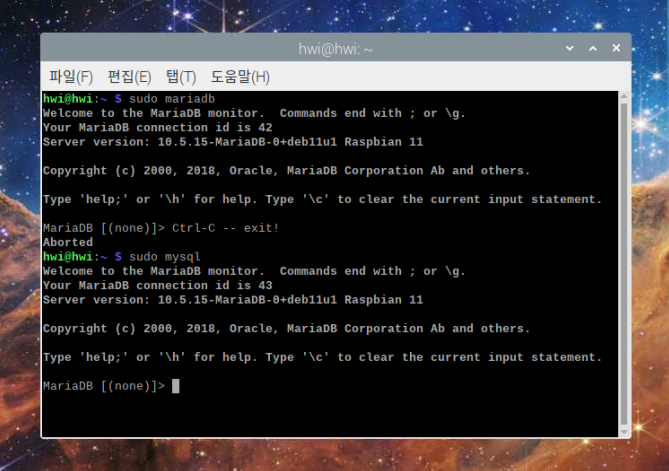 hwi@hwi: ~
파일(F) 편집(E) 탭(T) 도움말(H)
hwi@hwi:~ $ sudo mariadb
Welcome to the MariaDB monitor.  Commands end with ; or \g.
Your MariaDB connection id is 42
Server version: 10.5.15-MariaDB-0+deb11u1 Raspbian 11
Copyright (c) 2000, 2018, Oracle, MariaDB Corporation Ab and others.
Type 'help;' or '\h' for help. Type '\c' to clear the current input statement.
MariaDB [(none)]> Ctrl-C -- exit!
Aborted
hwi@hwi:~ $ sudo mysql
Welcome to the MariaDB monitor.  Commands end with ; or \g.
Your MariaDB connection id is 43
Server version: 10.5.15-MariaDB-0+deb11u1 Raspbian 11
Copyright (c) 2000, 2018, Oracle, MariaDB Corporation Ab and others.
Type 'help;' or '\h' for help. Type '\c' to clear the current input statement.
MariaDB [(none)]>